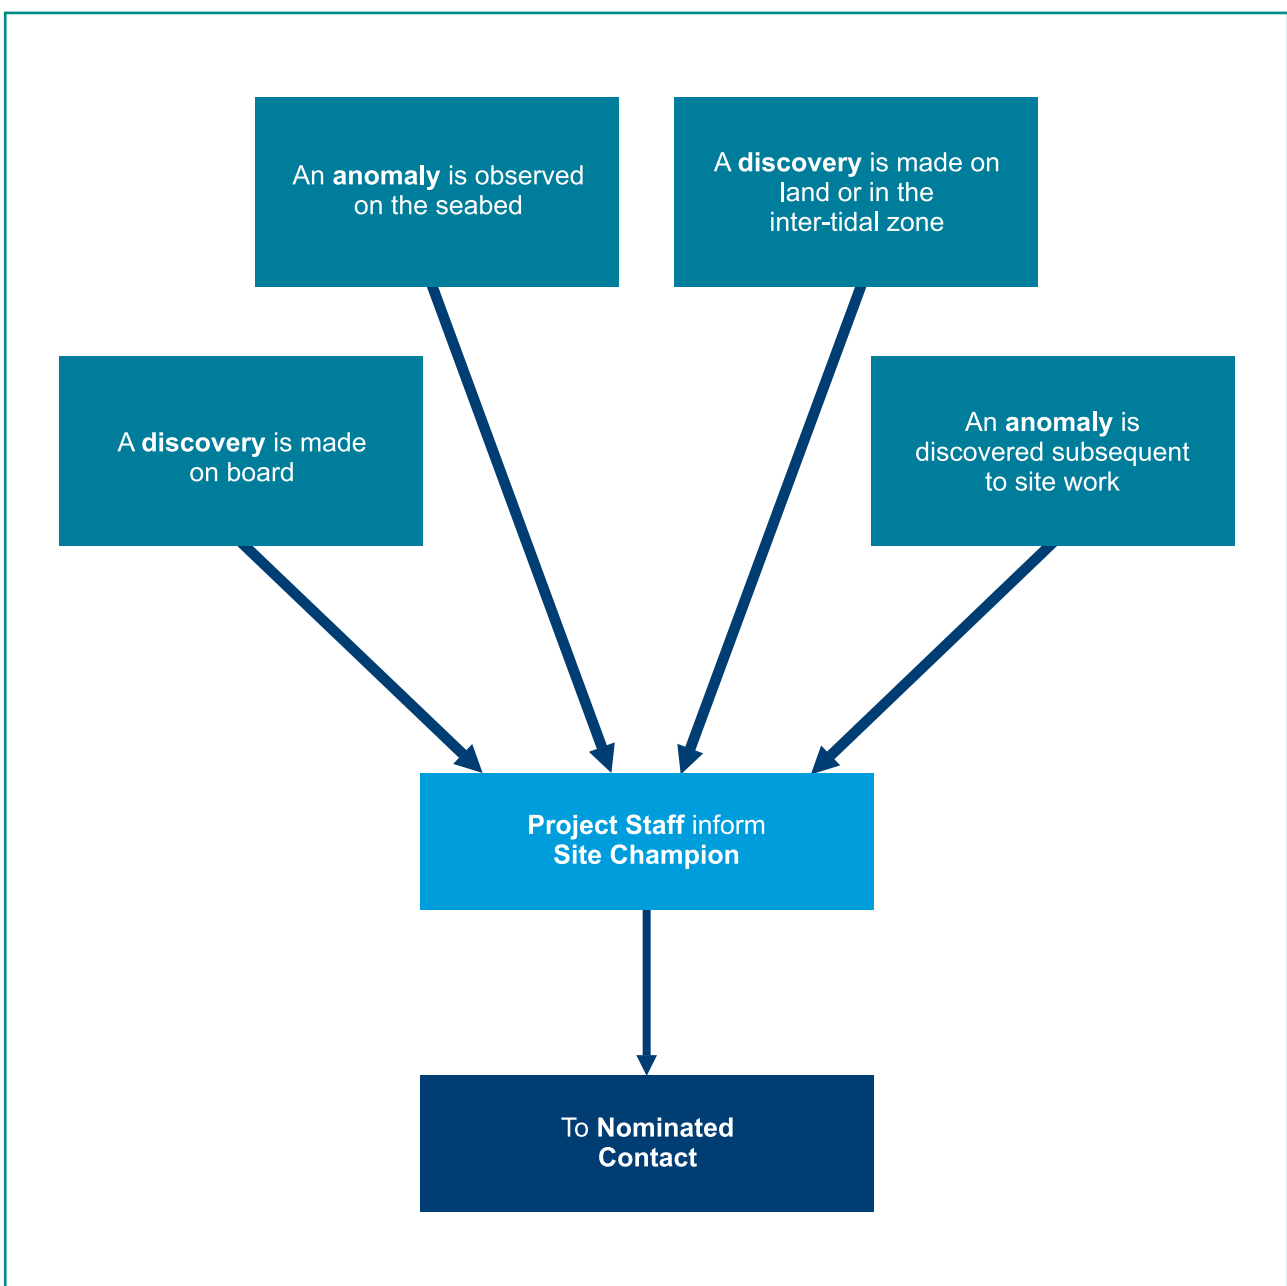 An anomaly is observed
on the seabed
A discovery is made on
land or in the
inter-tidal zone
A discovery is made
on board
An anomaly is
discovered subsequent
to site work
Project Staff inform
Site Champion
To Nominated
Contact